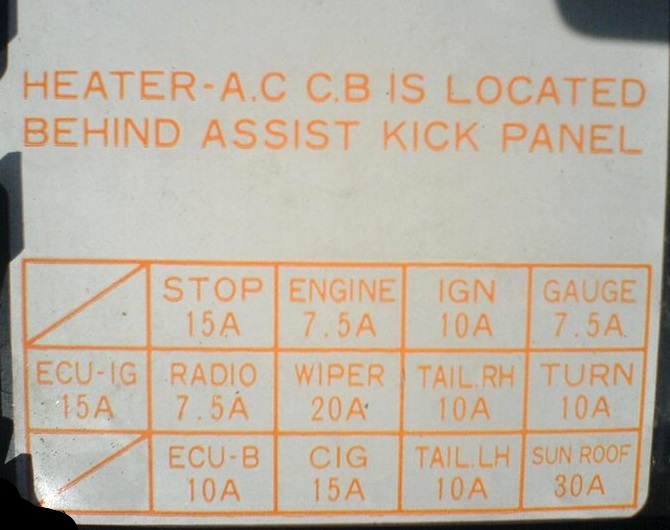 HEATER-A.C C.B IS LOCATED
BEHIND ASSIST KICK PANEL
STOP ENGINE IGN GAUGE
15A 7.5A 10A 7.5A
ECU-IG RADIO WIPER TAIL.RH TURN
15A 7.5A 20A 10A 10A
ECU-B CIG TAIL.LH SUN ROOF
10A 15A 10A 30A